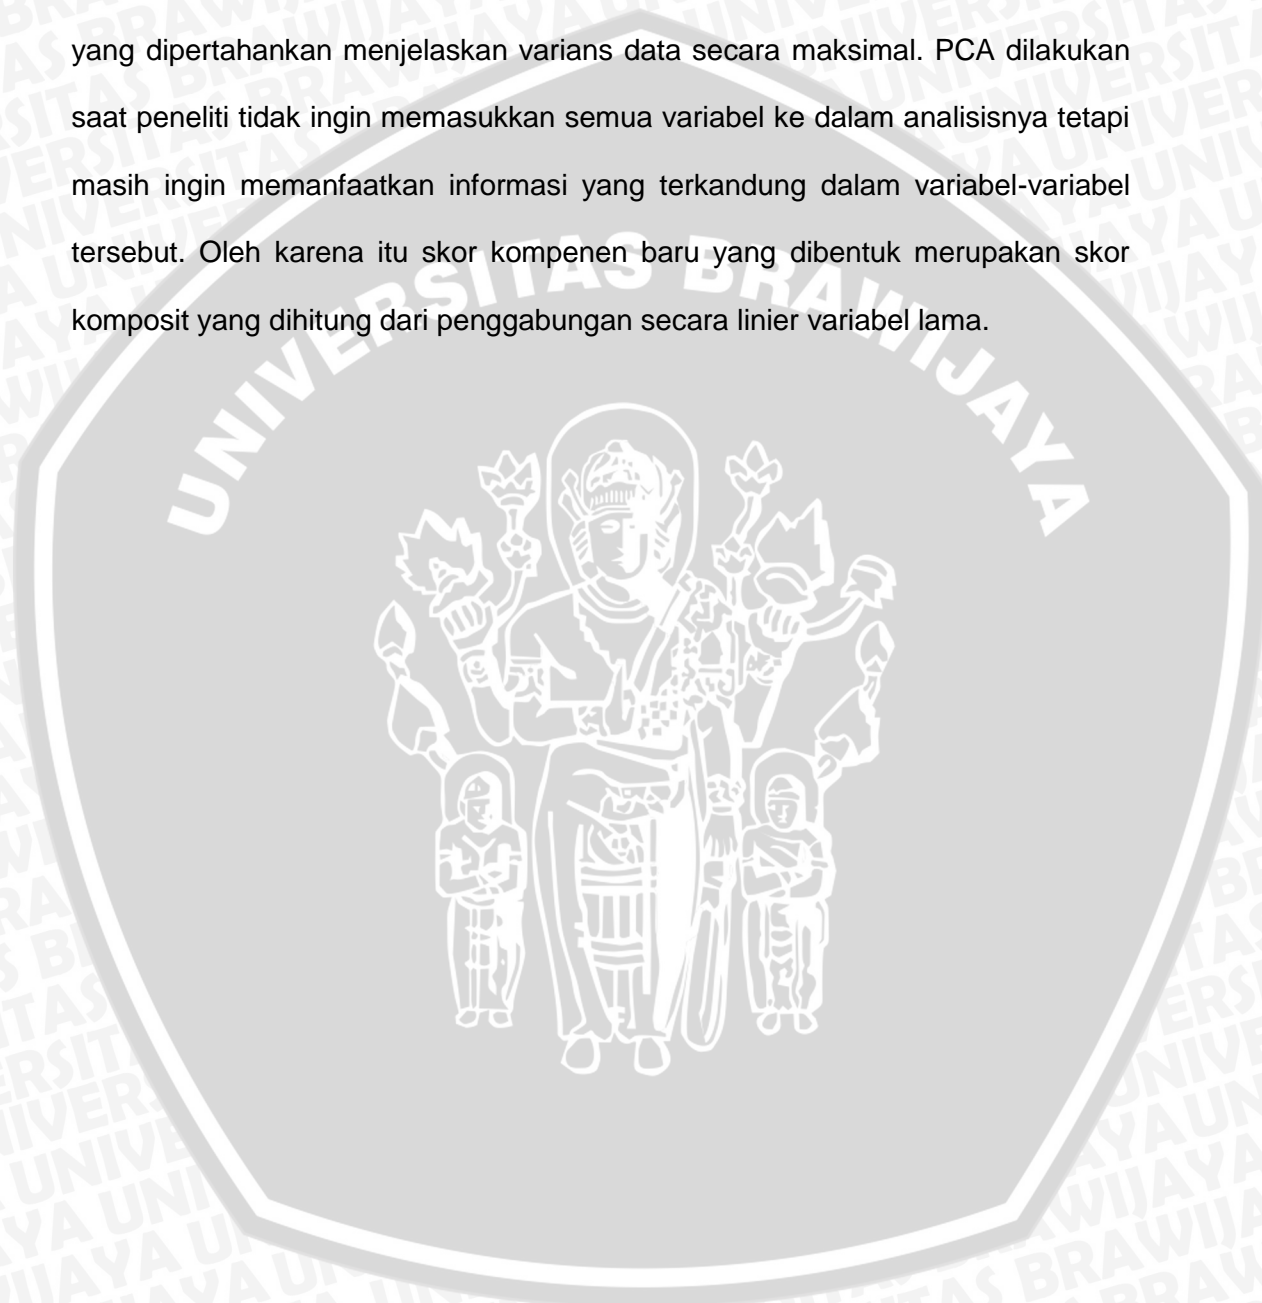 yang dipertahankan menjelaskan varians data secara maksimal. PCA dilakukan
saat peneliti tidak ingin memasukkan semua variabel ke dalam analisisnya tetapi
masih ingin memanfaatkan informasi yang terkandung dalam variabel-variabel
tersebut. Oleh karena itu skor kompenen baru yang dibentuk merupakan skor
komposit yang dihitung dari penggabungan secara linier variabel lama.
UNIVERSITAS BRAWIJAYA